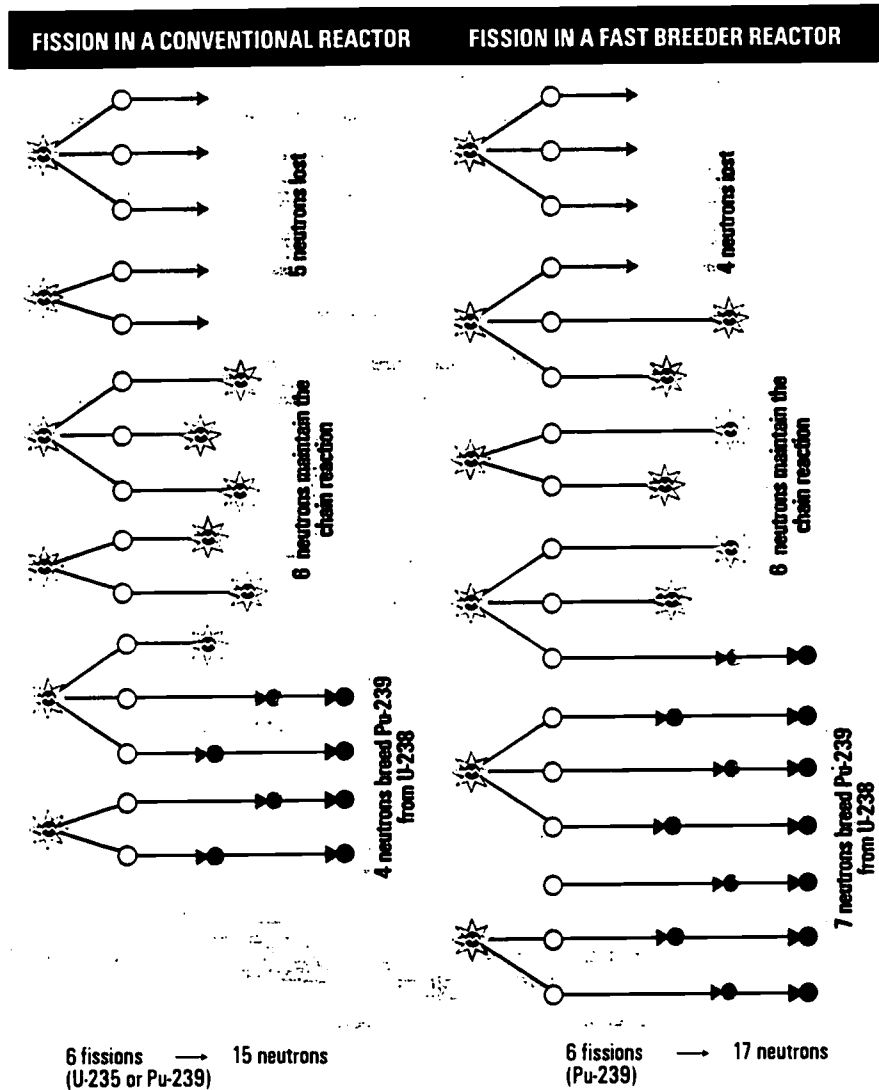 FISSION IN A CONVENTIONAL REACTOR
5 neutrons lost
6 neutrons maintain the
chain reaction
4 neutrons breed Pu-239
from U-238
6 fissions → 15 neutrons
(U-235 or Pu-239)
FISSION IN A FAST BREEDER REACTOR
4 neutrons lost
6 neutrons maintain the
chain reaction
7 neutrons breed Pu-239
from U-238
6 fissions → 17 neutrons
(Pu-239)